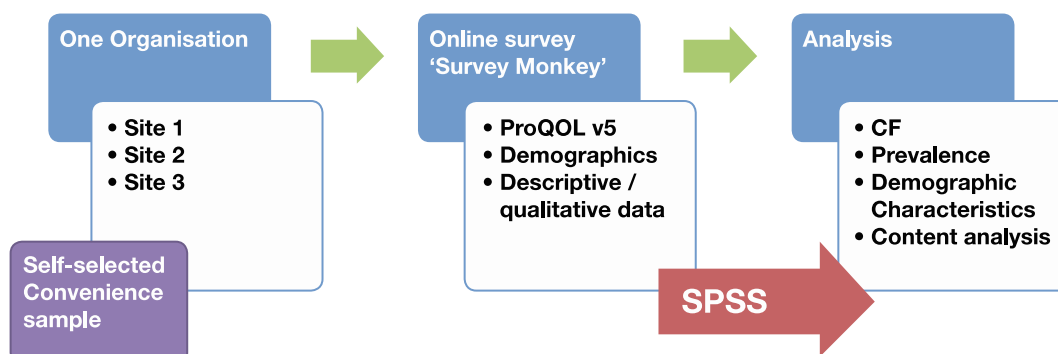 One Organisation
• Site 1
• Site 2
• Site 3
Self-selected
Convenience
sample
Online survey
‘Survey Monkey’
• ProQOL v5
• Demographics
• Descriptive /
qualitative data
SPSS
Analysis
• CF
• Prevalence
• Demographic
Characteristics
• Content analysis